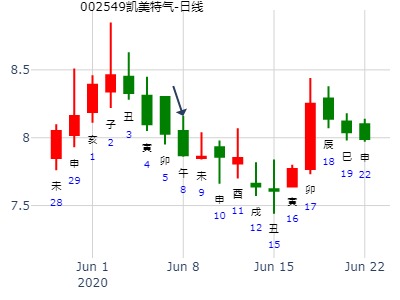 002549凯美特气-日线
8.5
8
7.5
未
28
申
29
亥
1
子
2
丑
3
寅
4
卯
5
午
8
未
9
申
10
酉
11
戌
12
丑
15
寅
16
卯
17
辰
18
巳
19
申
22
Jun 1
2020
Jun 8
Jun 15
Jun 22